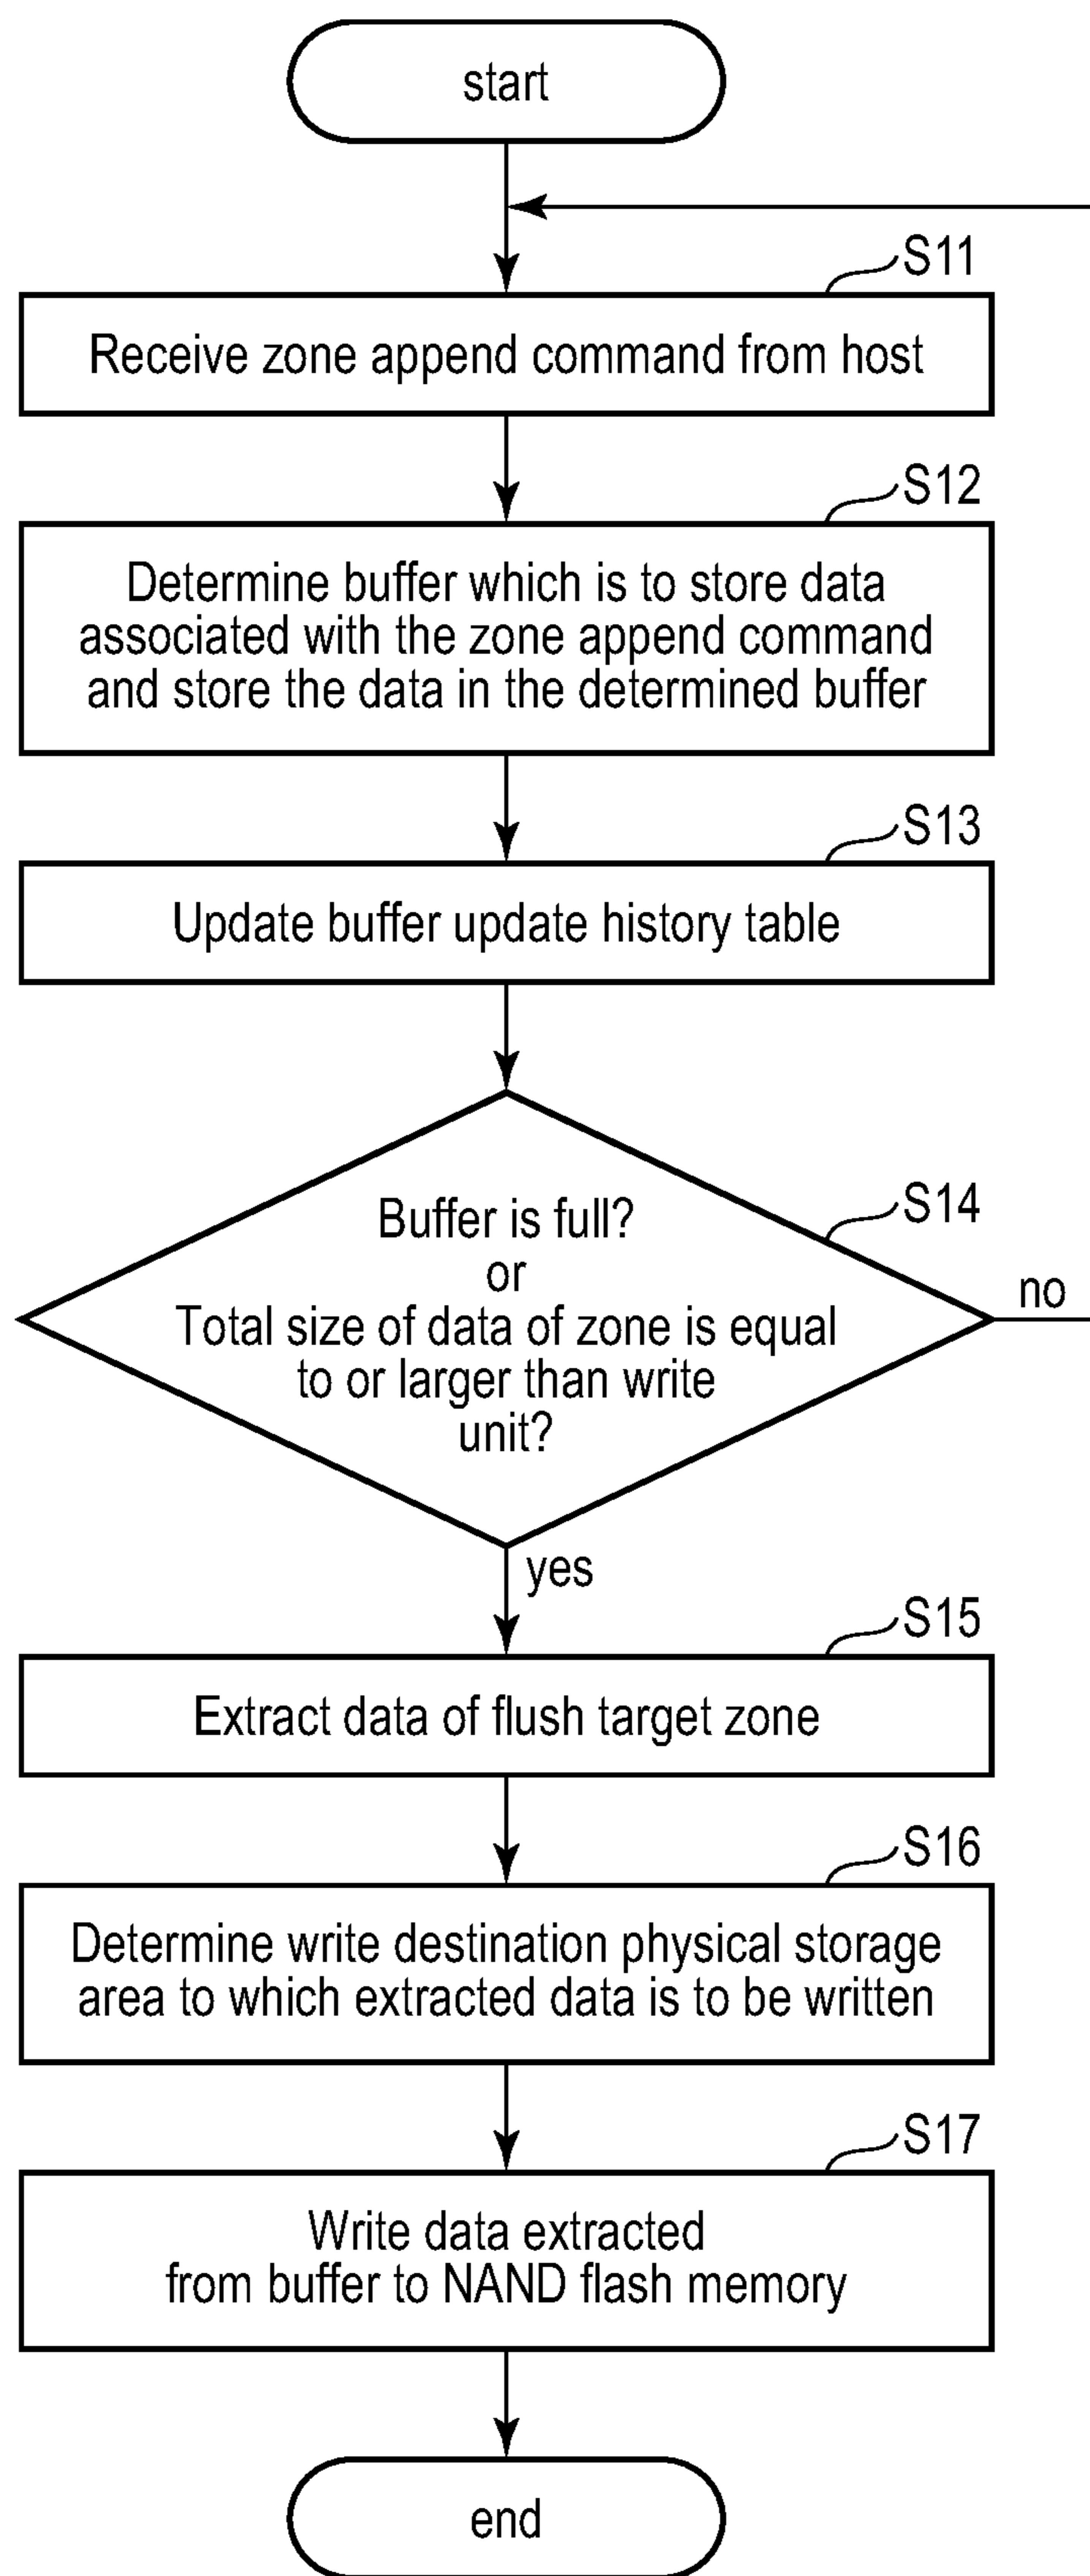 start
S11
Receive zone append command from host
S12
Determine buffer which is to store data
associated with the zone append command
and store the data in the determined buffer
S13
Update buffer update history table
S14
Buffer is full?
or
Total size of data of zone is equal
to or larger than write
unit?
no
yes
S15
Extract data of flush target zone
S16
Determine write destination physical storage
area to which extracted data is to be written
S17
Write data extracted
from buffer to NAND flash memory
end